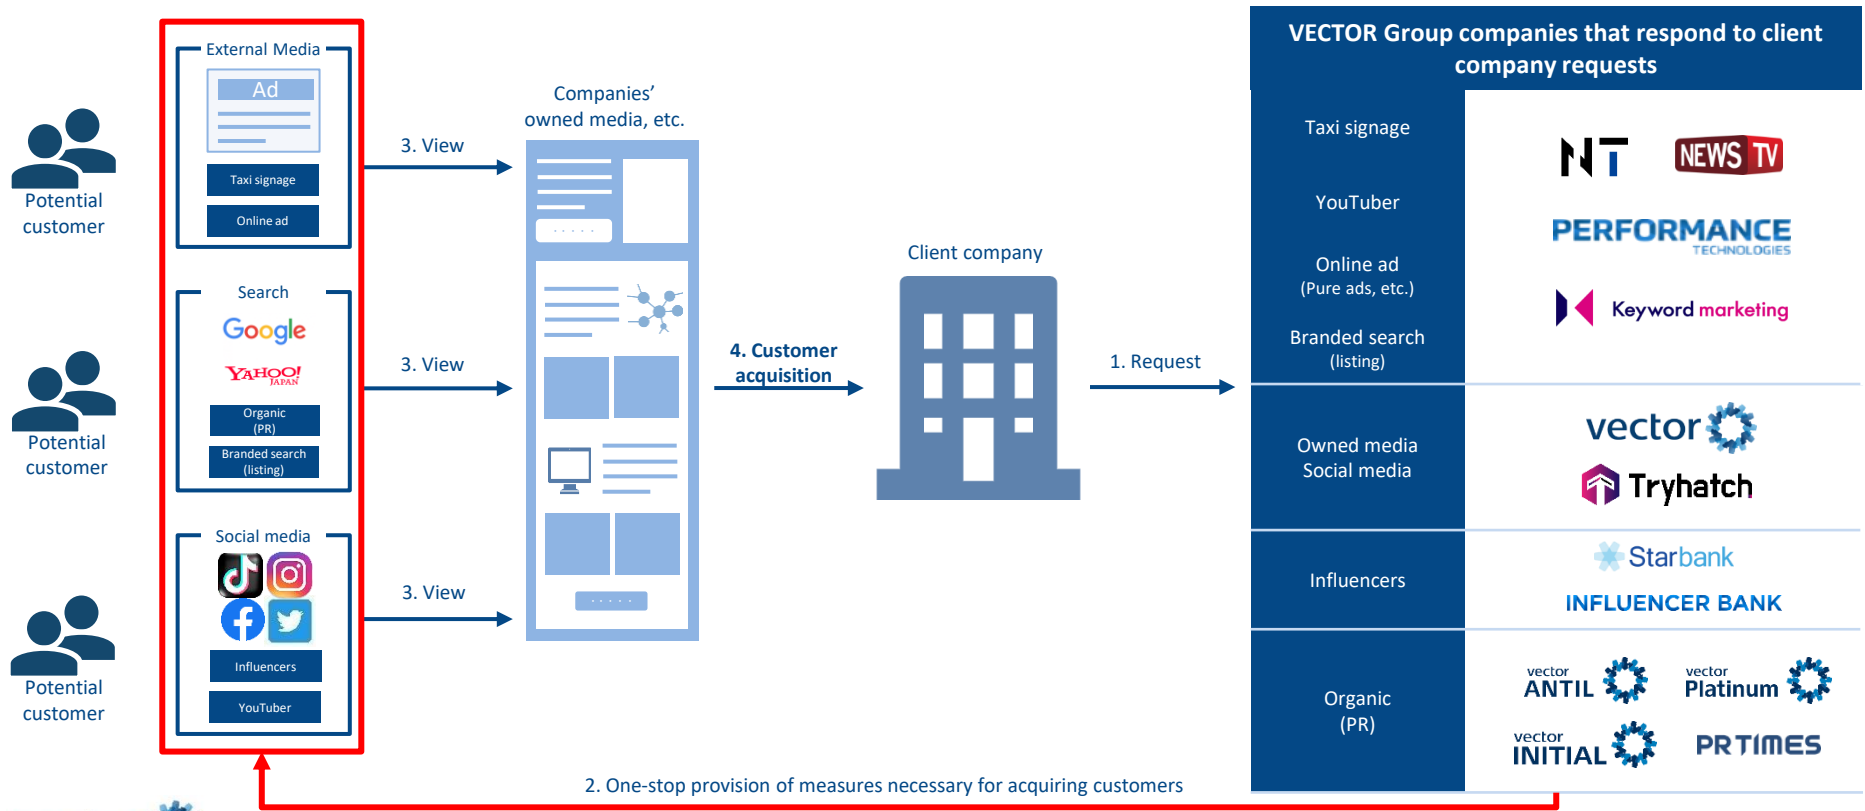 External Media
Ad
Taxi signage
Online ad
Potential
customer
Search
Google
YAHOO!
JAPAN
Organic
(PR)
Branded search
(listing)
Potential
customer
Social media
Influencers
YouTuber
Potential
customer
3. View
3. View
3. View
Companies'
owned media, etc.
4. Customer
acquisition
Client company
1. Request
2. One-stop provision of measures necessary for acquiring customers
VECTOR Group companies that respond to client
company requests
Taxi signage
YouTuber
Online ad
(Pure ads, etc.)
Branded search
(listing)
NT
NEWS TV
PERFORMANCE
TECHNOLOGIES
Keyword marketing
Owned media
Social media
vector
Tryhatch
Influencers
Starbank
INFLUENCER BANK
Organic
(PR)
vector
ANTIL
vector
Platinum
vector
INITIAL
PR TIMES